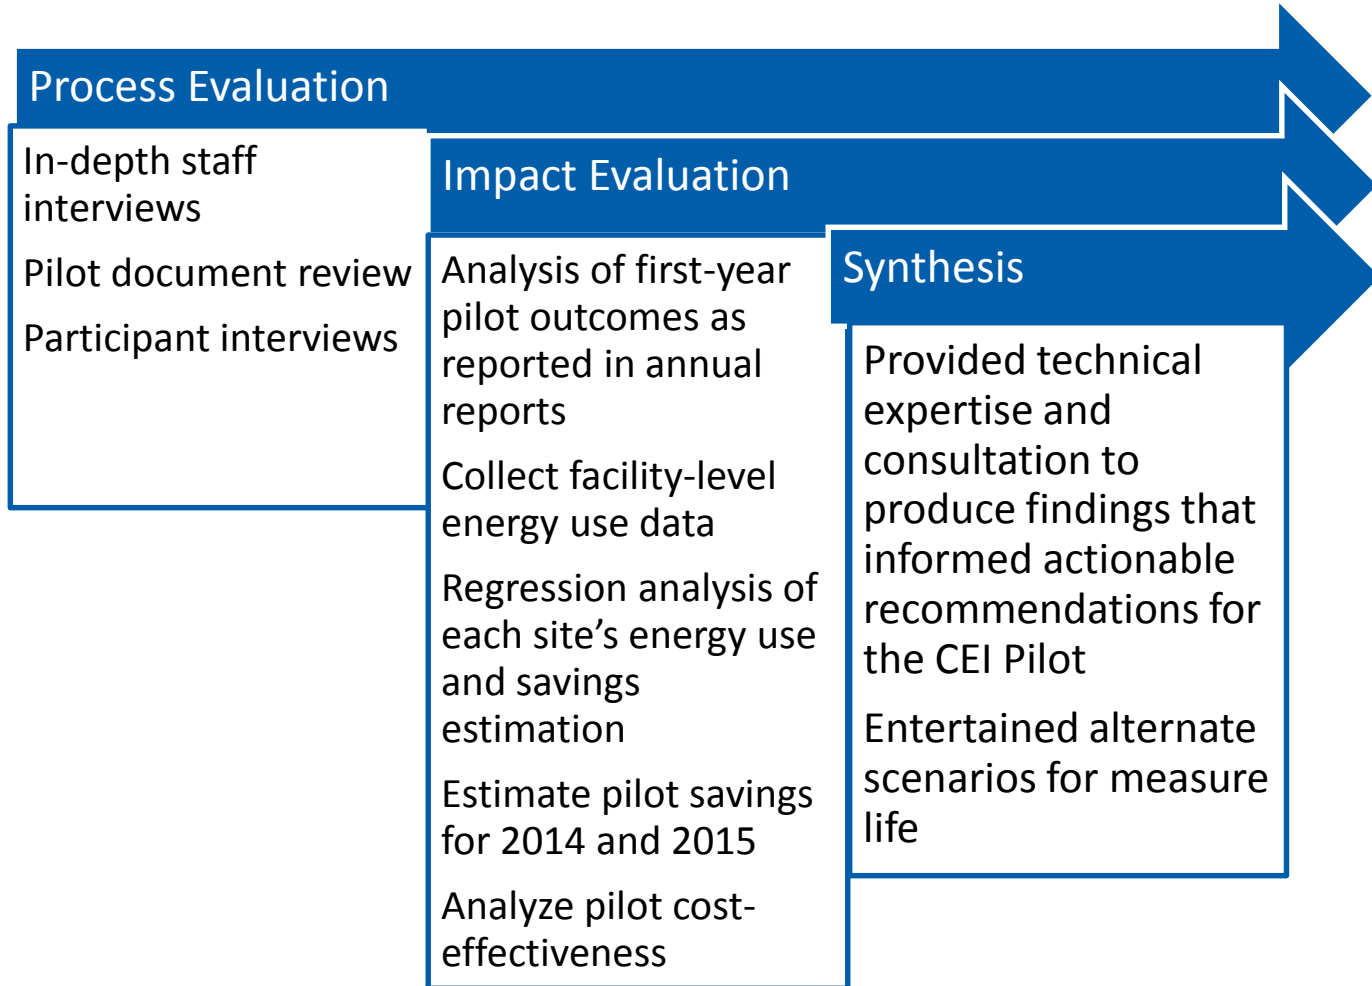 Process Evaluation
In-depth staff
interviews
Pilot document review
Participant interviews
Impact Evaluation
Analysis of first-year
pilot outcomes as
reported in annual
reports
Collect facility-level
energy use data
Regression analysis of
each site’s energy use
and savings
estimation
Estimate pilot savings
for 2014 and 2015
Analyze pilot cost-
effectiveness
Synthesis
Provided technical
expertise and
consultation to
produce findings that
informed actionable
recommendations for
the CEI Pilot
Entertained alternate
scenarios for measure
life